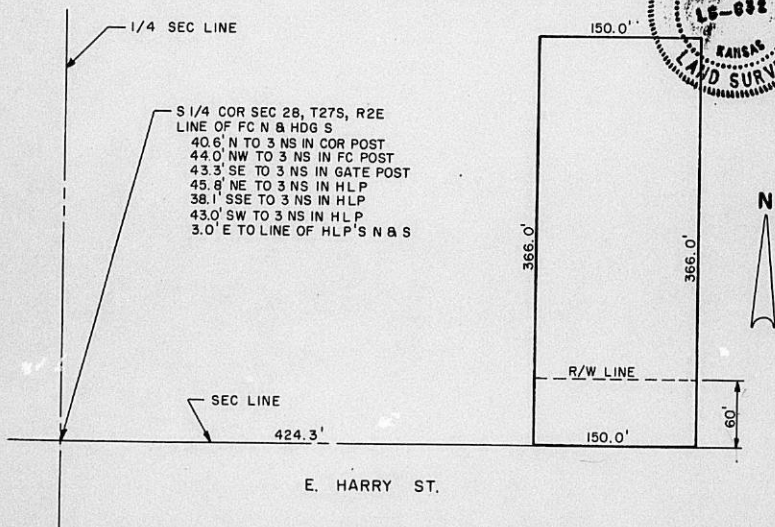 1/4 SEC LINE
150.0''
LS-632
KANSAS
LAND SURV
S 1/4 COR SEC 28, T27S, R2E
LINE OF FC N & HDG S
40.6' N TO 3 NS IN COR POST
44.0' NW TO 3 NS IN FC POST
43.3' SE TO 3 NS IN GATE POST
45.8' NE TO 3 NS IN HLP
38.1' SSE TO 3 NS IN HLP
43.0' SW TO 3 NS IN HLP
3.0' E TO LINE OF HLP'S N & S
N
366.0'
366.0'
R/W LINE
60'
SEC LINE
424.3'
150.0'
E. HARRY ST.